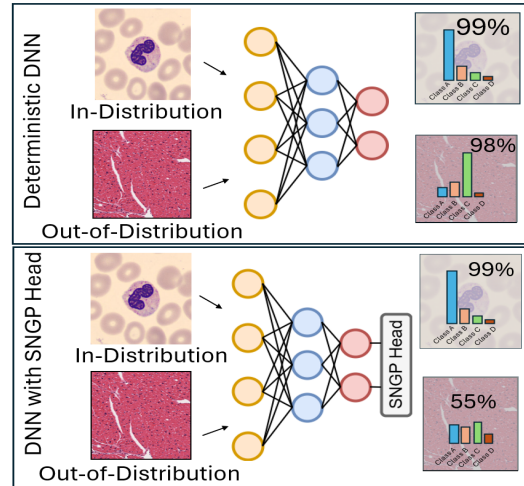 Deterministic DNN
In-Distribution
Out-of-Distribution
99%
Class A
Class B
Class C
Class D
98%
Class A
Class B
Class C
Class D
DNN with SNGP Head
In-Distribution
Out-of-Distribution
SNGP Head
99%
Class A
Class B
Class C
Class D
55%
Class A
Class B
Class C
Class D